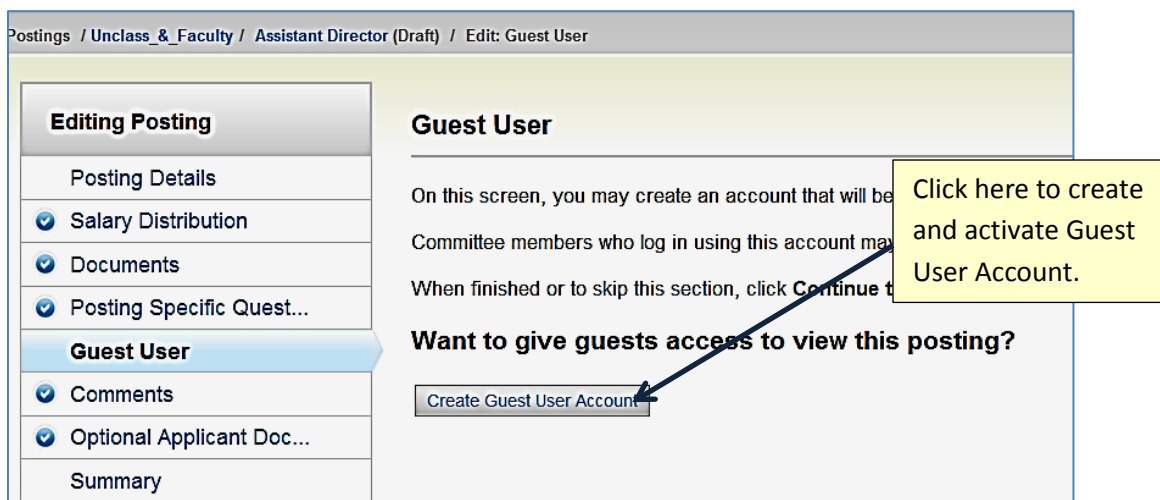 Postings / Unclass_&_Faculty / Assistant Director (Draft) / Edit: Guest User
Editing Posting
Posting Details
Salary Distribution
Documents
Posting Specific Quest...
Guest User
Comments
Optional Applicant Doc...
Summary
Guest User
On this screen, you may create an account that will be
Committee members who log in using this account may
When finished or to skip this section, click Continue t
Want to give guests access to view this posting?
Create Guest User Account
Click here to create
and activate Guest
User Account.